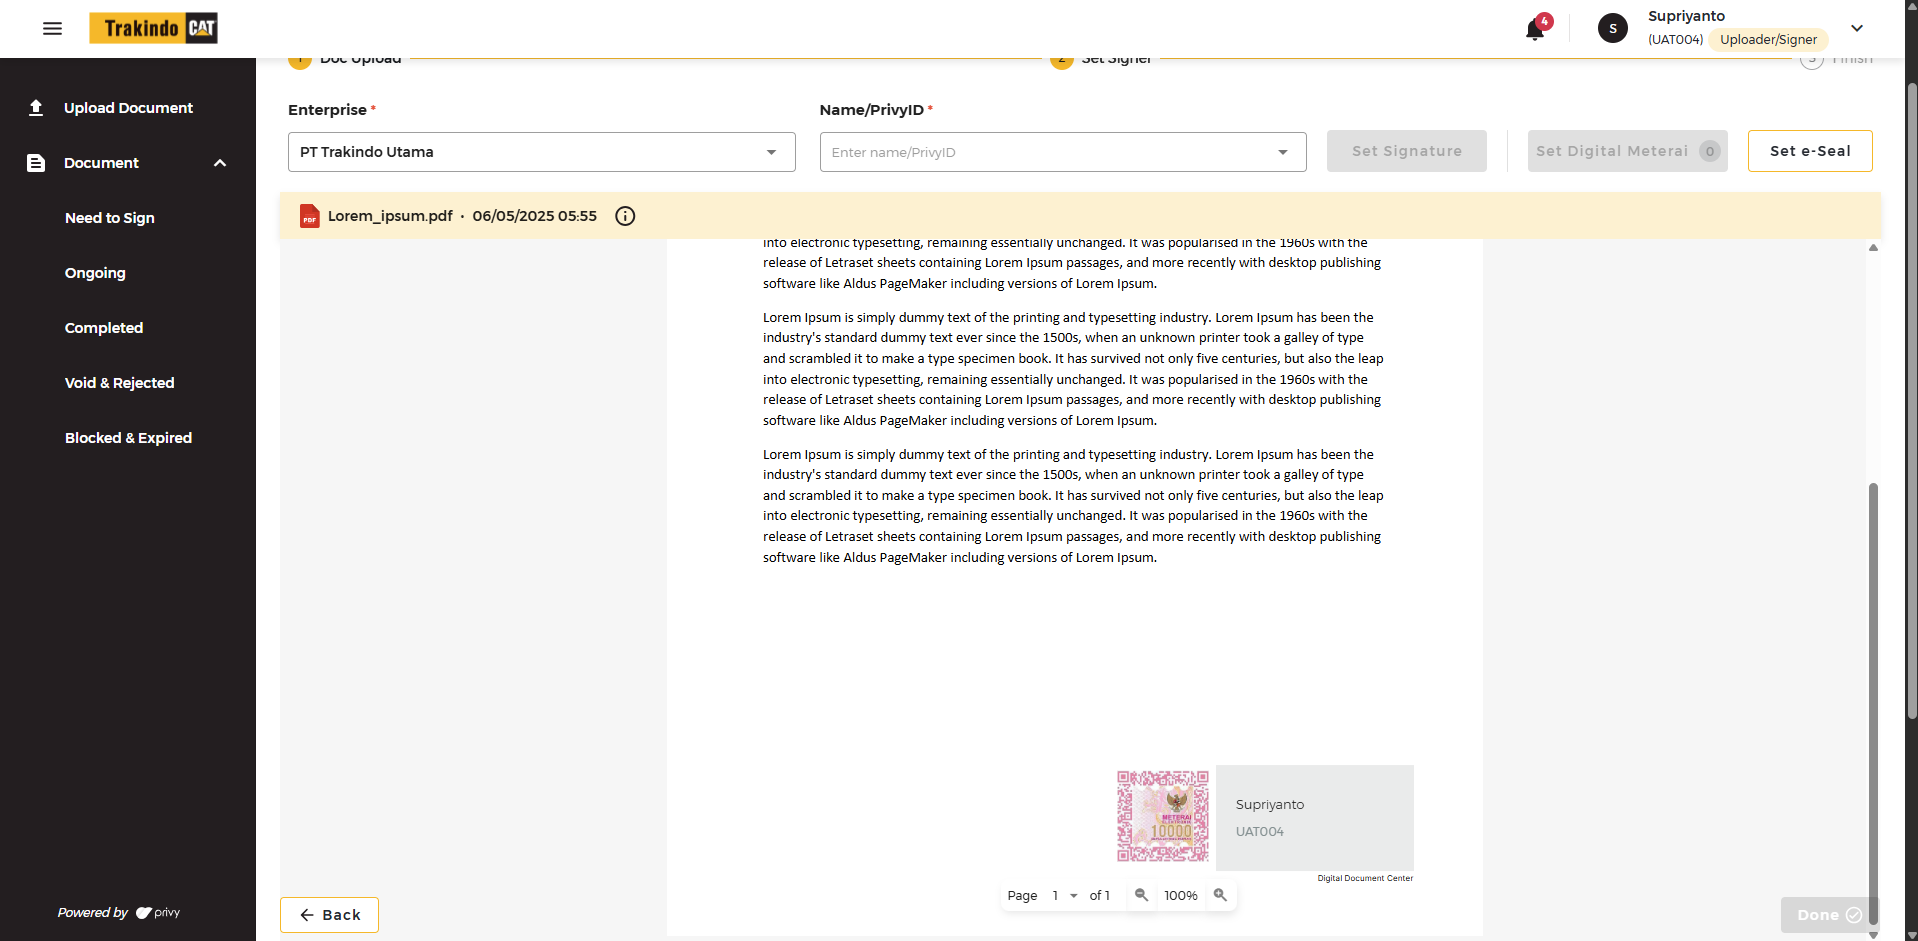 Trakindo CAT
4
S
Supriyanto
(UAT004) Uploader/Signer
1 Doc Upload
2 Set Signer
3 Finish
Upload Document
Document
Need to Sign
Ongoing
Completed
Void & Rejected
Blocked & Expired
Powered by privy
Enterprise *
PT Trakindo Utama
Name/PrivyID *
Enter name/PrivyID
Set Signature
Set Digital Meterai 0
Set e-Seal
PDF Lorem_ipsum.pdf • 06/05/2025 05:55
into electronic typesetting, remaining essentially unchanged. It was popularised in the 1960s with the
release of Letraset sheets containing Lorem Ipsum passages, and more recently with desktop publishing
software like Aldus PageMaker including versions of Lorem Ipsum.
Lorem Ipsum is simply dummy text of the printing and typesetting industry. Lorem Ipsum has been the
industry's standard dummy text ever since the 1500s, when an unknown printer took a galley of type
and scrambled it to make a type specimen book. It has survived not only five centuries, but also the leap
into electronic typesetting, remaining essentially unchanged. It was popularised in the 1960s with the
release of Letraset sheets containing Lorem Ipsum passages, and more recently with desktop publishing
software like Aldus PageMaker including versions of Lorem Ipsum.
Lorem Ipsum is simply dummy text of the printing and typesetting industry. Lorem Ipsum has been the
industry's standard dummy text ever since the 1500s, when an unknown printer took a galley of type
and scrambled it to make a type specimen book. It has survived not only five centuries, but also the leap
into electronic typesetting, remaining essentially unchanged. It was popularised in the 1960s with the
release of Letraset sheets containing Lorem Ipsum passages, and more recently with desktop publishing
software like Aldus PageMaker including versions of Lorem Ipsum.
METERAI
ELEKTRONIK
10000
Supriyanto
UAT004
Digital Document Center
Page 1 of 1 100%
Back
Done